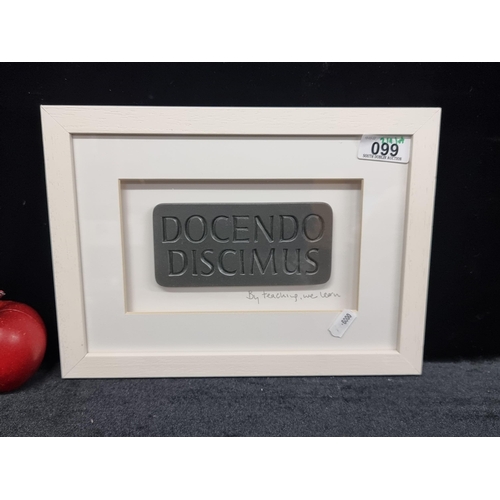 099
DOCENDO
DISCIMUS
By teaching, we learn